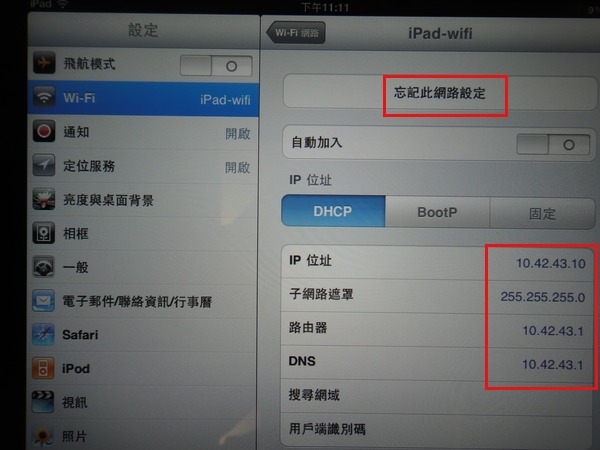 iPad
下午11:11
設定
飛航模式
Wi-Fi iPad-wifi
通知 開啟
定位服務 開啟
亮度與桌面背景
相框
一般
電子郵件/聯絡資訊/行事曆
Safari
iPod
視訊
照片
Wi-Fi 網路
iPad-wifi
忘記此網路設定
自動加入
IP 位址
DHCP BootP 固定
IP 位址 10.42.43.10
子網路遮罩 255.255.255.0
路由器 10.42.43.1
DNS 10.42.43.1
搜尋網域
用戶端識別碼